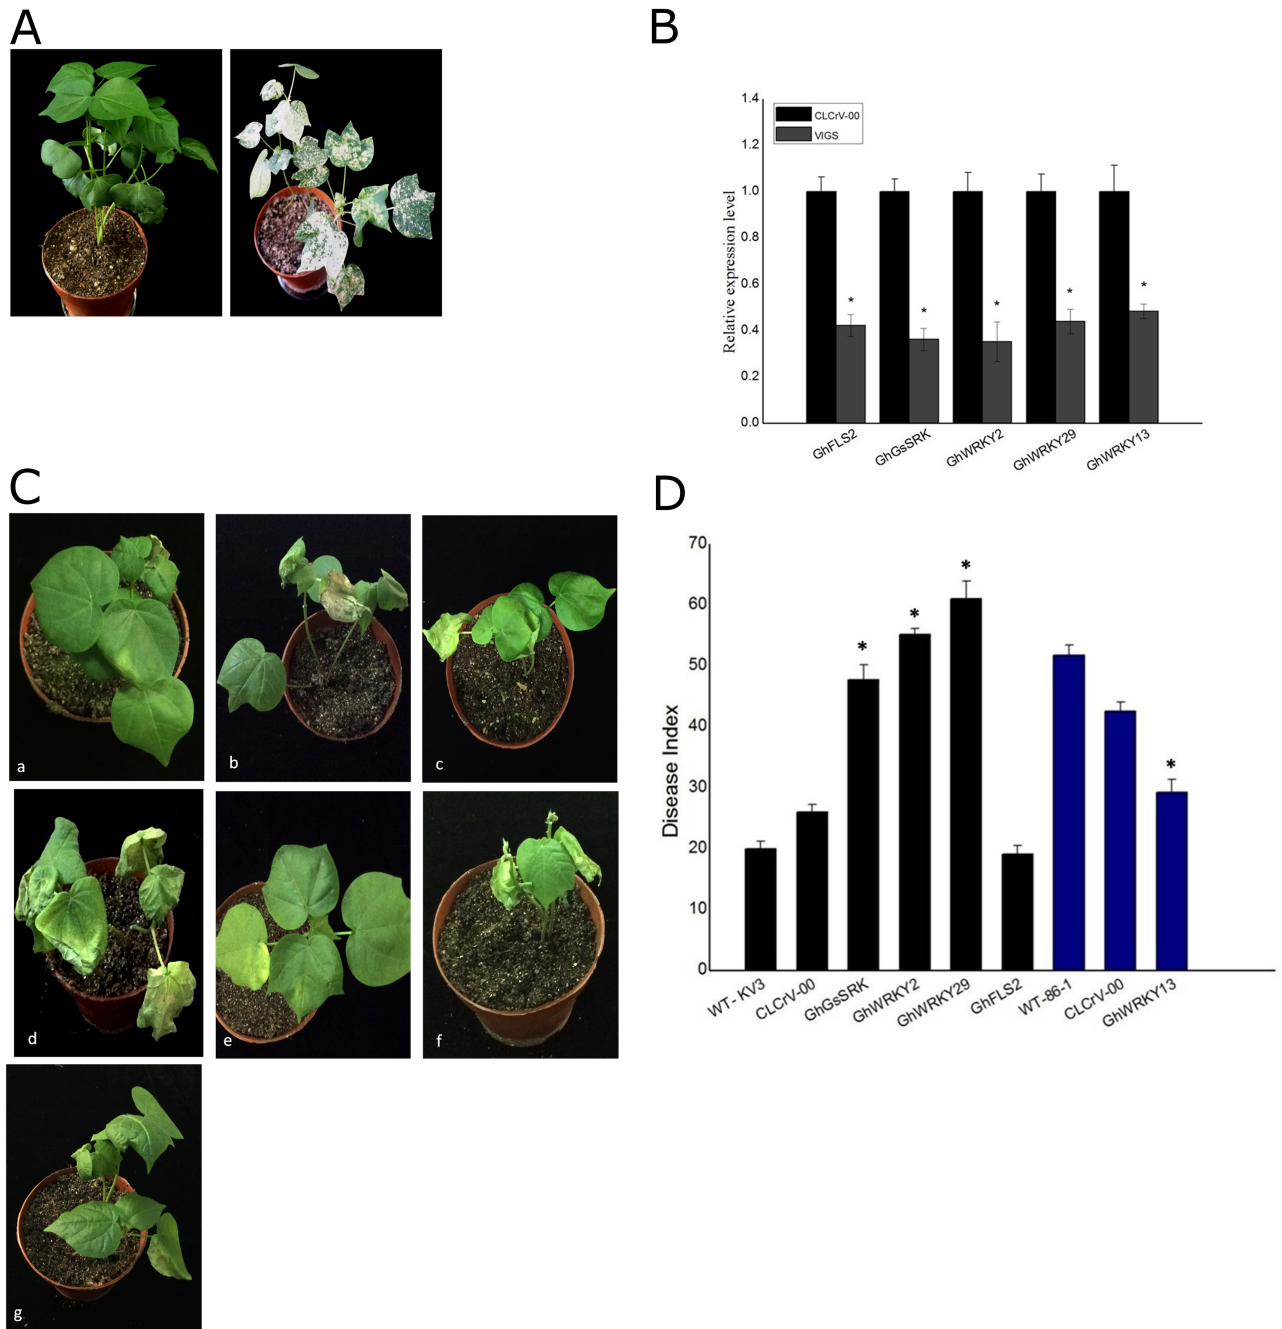 A
B
1.4
1.2
1.0
0.8
0.6
0.4
0.2
0.0
Relative expression level
CLCrV-00
VIGS
*
*
*
*
*
GhFLS2
GhGsSRK
GhWRKY2
GhWRKY29
GhWRKY13
C
a
b
c
d
e
f
g
D
70
60
50
40
30
20
10
0
Disease Index
*
*
*
*
WT-KV3
CLCrV-00
GhGsSRK
GhWRKY2
GhWRKY29
GhFLS2
WT-86-1
CLCrV-00
GhWRKY13